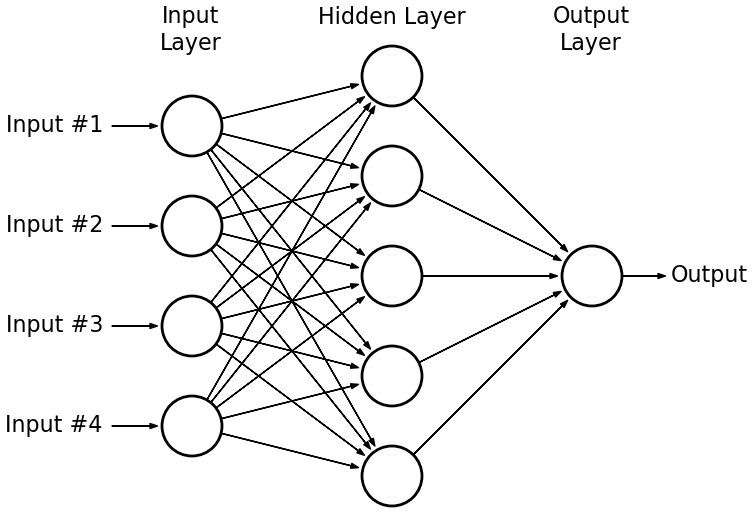 Input
Layer
Hidden Layer
Output
Layer
Input #1
Input #2
Input #3
Input #4
Output